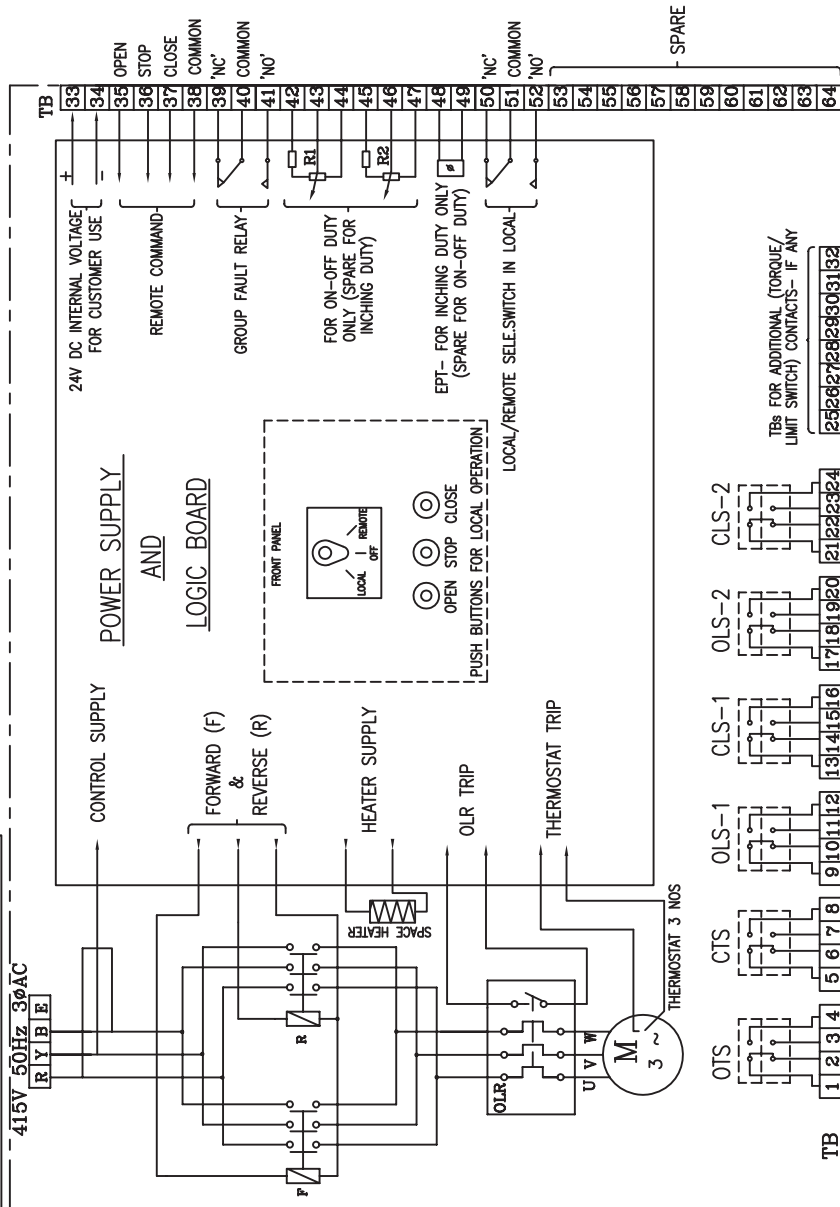 415V 50Hz 3ØAC
R Y B E
CONTROL SUPPLY
FORWARD (F)
&
REVERSE (R)
HEATER SUPPLY
SPACE HEATER
OLR TRIP
THERMOSTAT TRIP
F
R
OLR
U V W
M
3 ~
THERMOSTAT 3 NOS
POWER SUPPLY
AND
LOGIC BOARD
FRONT PANEL
LOCAL
OFF
REMOTE
OPEN STOP CLOSE
PUSH BUTTONS FOR LOCAL OPERATION
24V DC INTERNAL VOLTAGE
FOR CUSTOMER USE
+
-
REMOTE COMMAND
GROUP FAULT RELAY
FOR ON-OFF DUTY
ONLY (SPARE FOR
INCHING DUTY)
R1
R2
EPT- FOR INCHING DUTY ONLY
(SPARE FOR ON-OFF DUTY)
LOCAL/REMOTE SELE.SWITCH IN LOCAL
TB
33
34
35 OPEN
36 STOP
37 CLOSE
38 COMMON
39 'NC'
40 COMMON
41 'NO'
42
43
44
45
46
47
48
49
50 'NC'
51 COMMON
52 'NO'
53
54
55
56
57
58
59
60
61
62
63
64
SPARE
OTS
CTS
OLS-1
CLS-1
OLS-2
CLS-2
TBs FOR ADDITIONAL (TORQUE/
LIMIT SWITCH) CONTACTS- IF ANY
TB
1 2 3 4
5 6 7 8
9 10 11 12
13 14 15 16
17 18 19 20
21 22 23 24
25 26 27 28 29 30 31 32